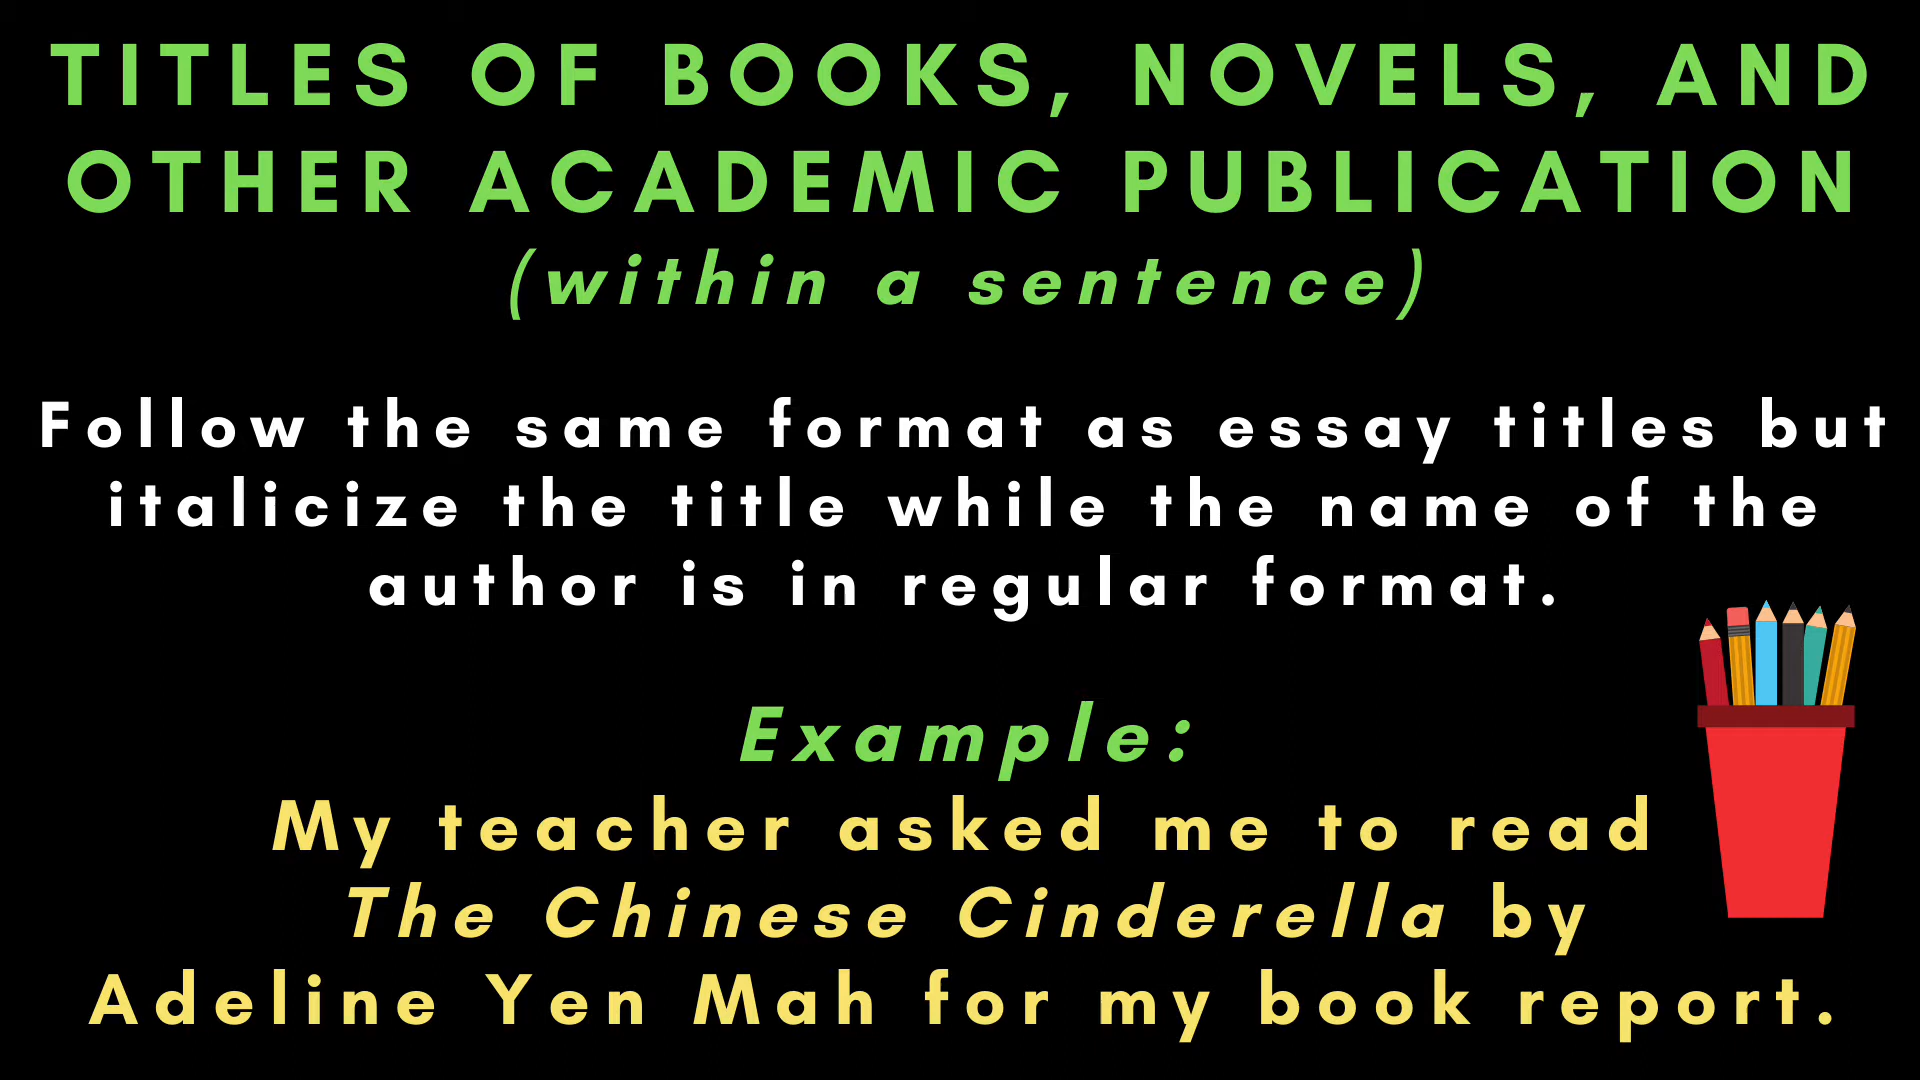 TITLES OF BOOKS, NOVELS, AND
OTHER ACADEMIC PUBLICATION
(within a sentence)
Follow the same format as essay titles but
italicize the title while the name of the
author is in regular format.
Example:
My teacher asked me to read
The Chinese Cinderella by
Adeline Yen Mah for my book report.